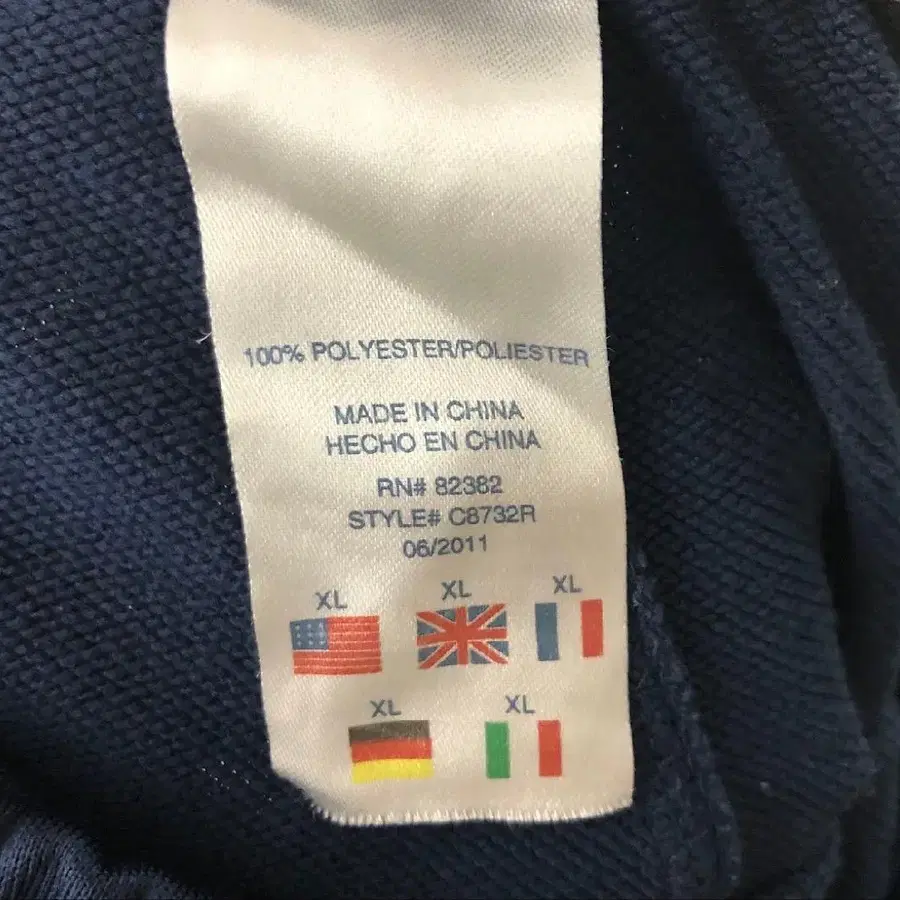 100% POLYESTER/POLIESTER
MADE IN CHINA
HECHO EN CHINA
RN# 82382
STYLE# C8732R
06/2011
XL XL XL
XL XL